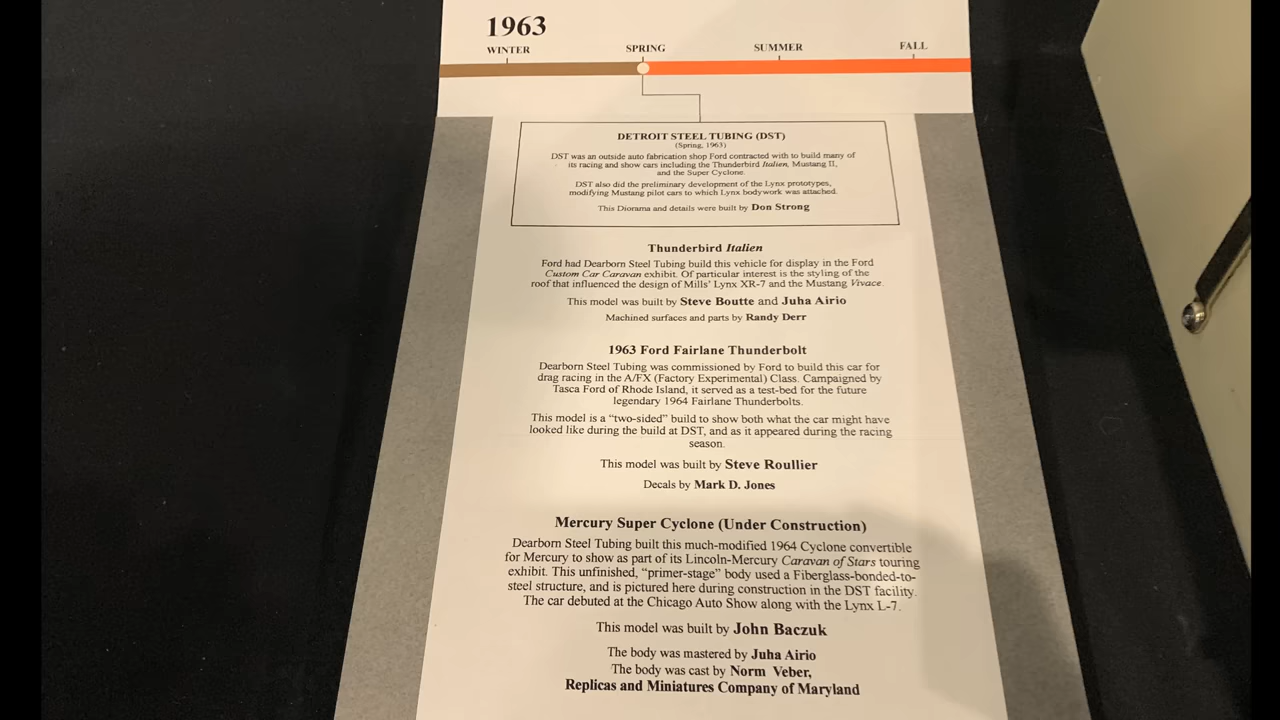 1963
WINTER SPRING SUMMER FALL
DETROIT STEEL TUBING (DST)
(Spring, 1963)
DST was an outside auto fabrication shop Ford contracted with to build many of
its racing and show cars including the Thunderbird Italien, Mustang II,
and the Super Cyclone.
DST also did the preliminary development of the Lynx prototypes,
modifying Mustang pilot cars to which Lynx bodywork was attached.
This Diorama and details were built by Don Strong
Thunderbird Italien
Ford had Dearborn Steel Tubing build this vehicle for display in the Ford
Custom Car Caravan exhibit. Of particular interest is the styling of the
roof that influenced the design of Mills' Lynx XR-7 and the Mustang Vivace.
This model was built by Steve Boutte and Juha Airio
Machined surfaces and parts by Randy Derr
1963 Ford Fairlane Thunderbolt
Dearborn Steel Tubing was commissioned by Ford to build this car for
drag racing in the A/FX (Factory Experimental) Class. Campaigned by
Tasca Ford of Rhode Island, it served as a test-bed for the future
legendary 1964 Fairlane Thunderbolts.
This model is a “two-sided” build to show both what the car might have
looked like during the build at DST, and as it appeared during the racing
season.
This model was built by Steve Roullier
Decals by Mark D. Jones
Mercury Super Cyclone (Under Construction)
Dearborn Steel Tubing built this much-modified 1964 Cyclone convertible
for Mercury to show as part of its Lincoln-Mercury Caravan of Stars touring
exhibit. This unfinished, “primer-stage” body used a Fiberglass-bonded-to-
steel structure, and is pictured here during construction in the DST facility.
The car debuted at the Chicago Auto Show along with the Lynx L-7.
This model was built by John Baczuk
The body was mastered by Juha Airio
The body was cast by Norm Veber,
Replicas and Miniatures Company of Maryland